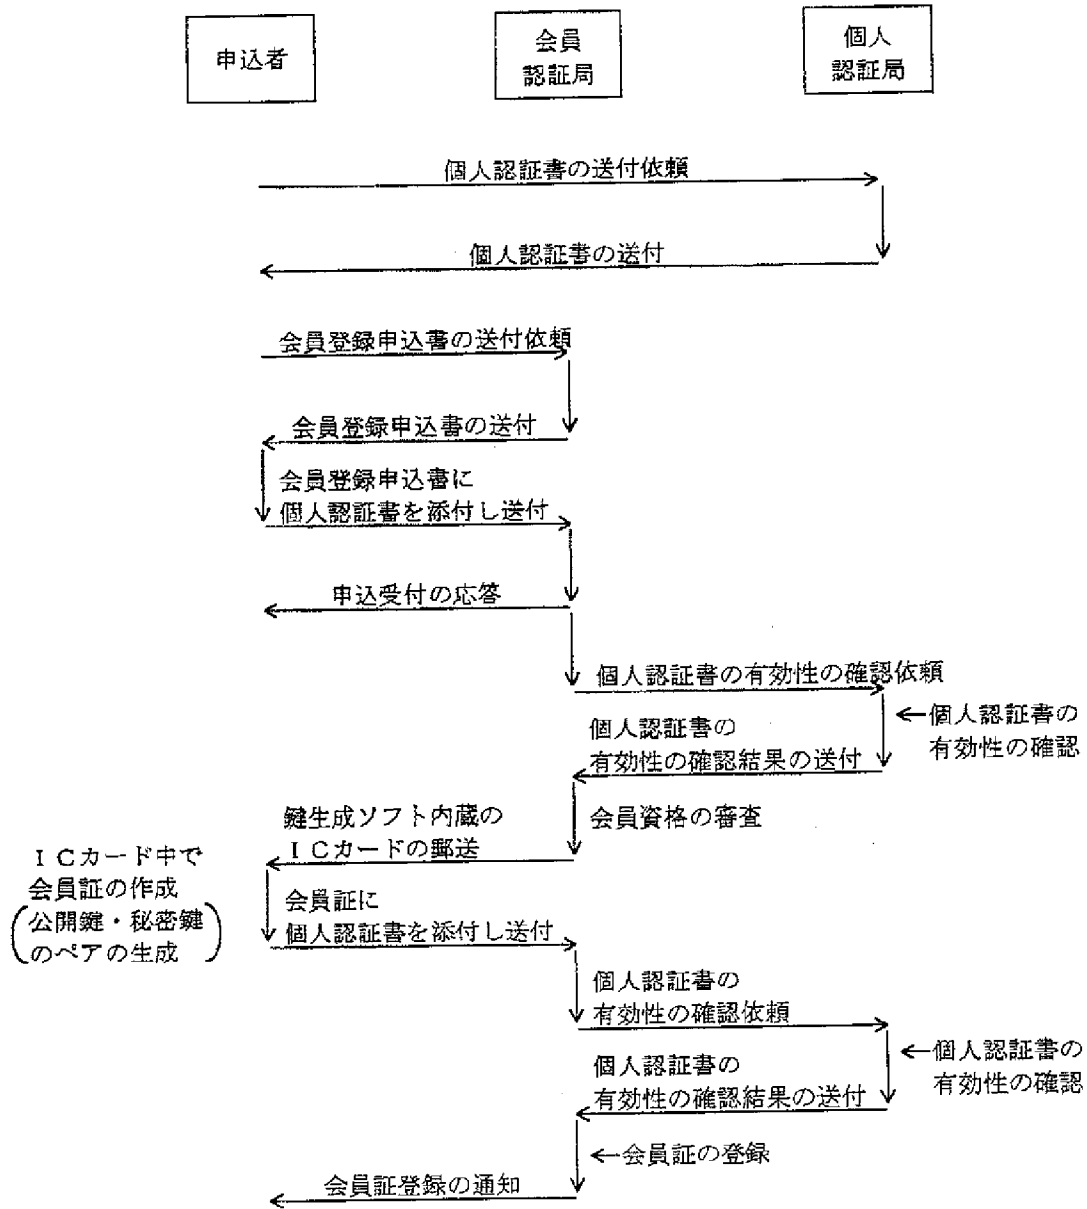 申込者
会員
認証局
個人
認証局
個人認証書の送付依頼
個人認証書の送付
会員登録申込書の送付依頼
会員登録申込書の送付
会員登録申込書に
個人認証書を添付し送付
申込受付の応答
個人認証書の有効性の確認依頼
←個人認証書の
有効性の確認
個人認証書の
有効性の確認結果の送付
会員資格の審査
鍵生成ソフト内蔵の
ＩＣカードの郵送
ＩＣカード中で
会員証の作成
(公開鍵・秘密鍵
のペアの生成)
会員証に
個人認証書を添付し送付
個人認証書の
有効性の確認依頼
←個人認証書の
有効性の確認
個人認証書の
有効性の確認結果の送付
←会員証の登録
会員証登録の通知